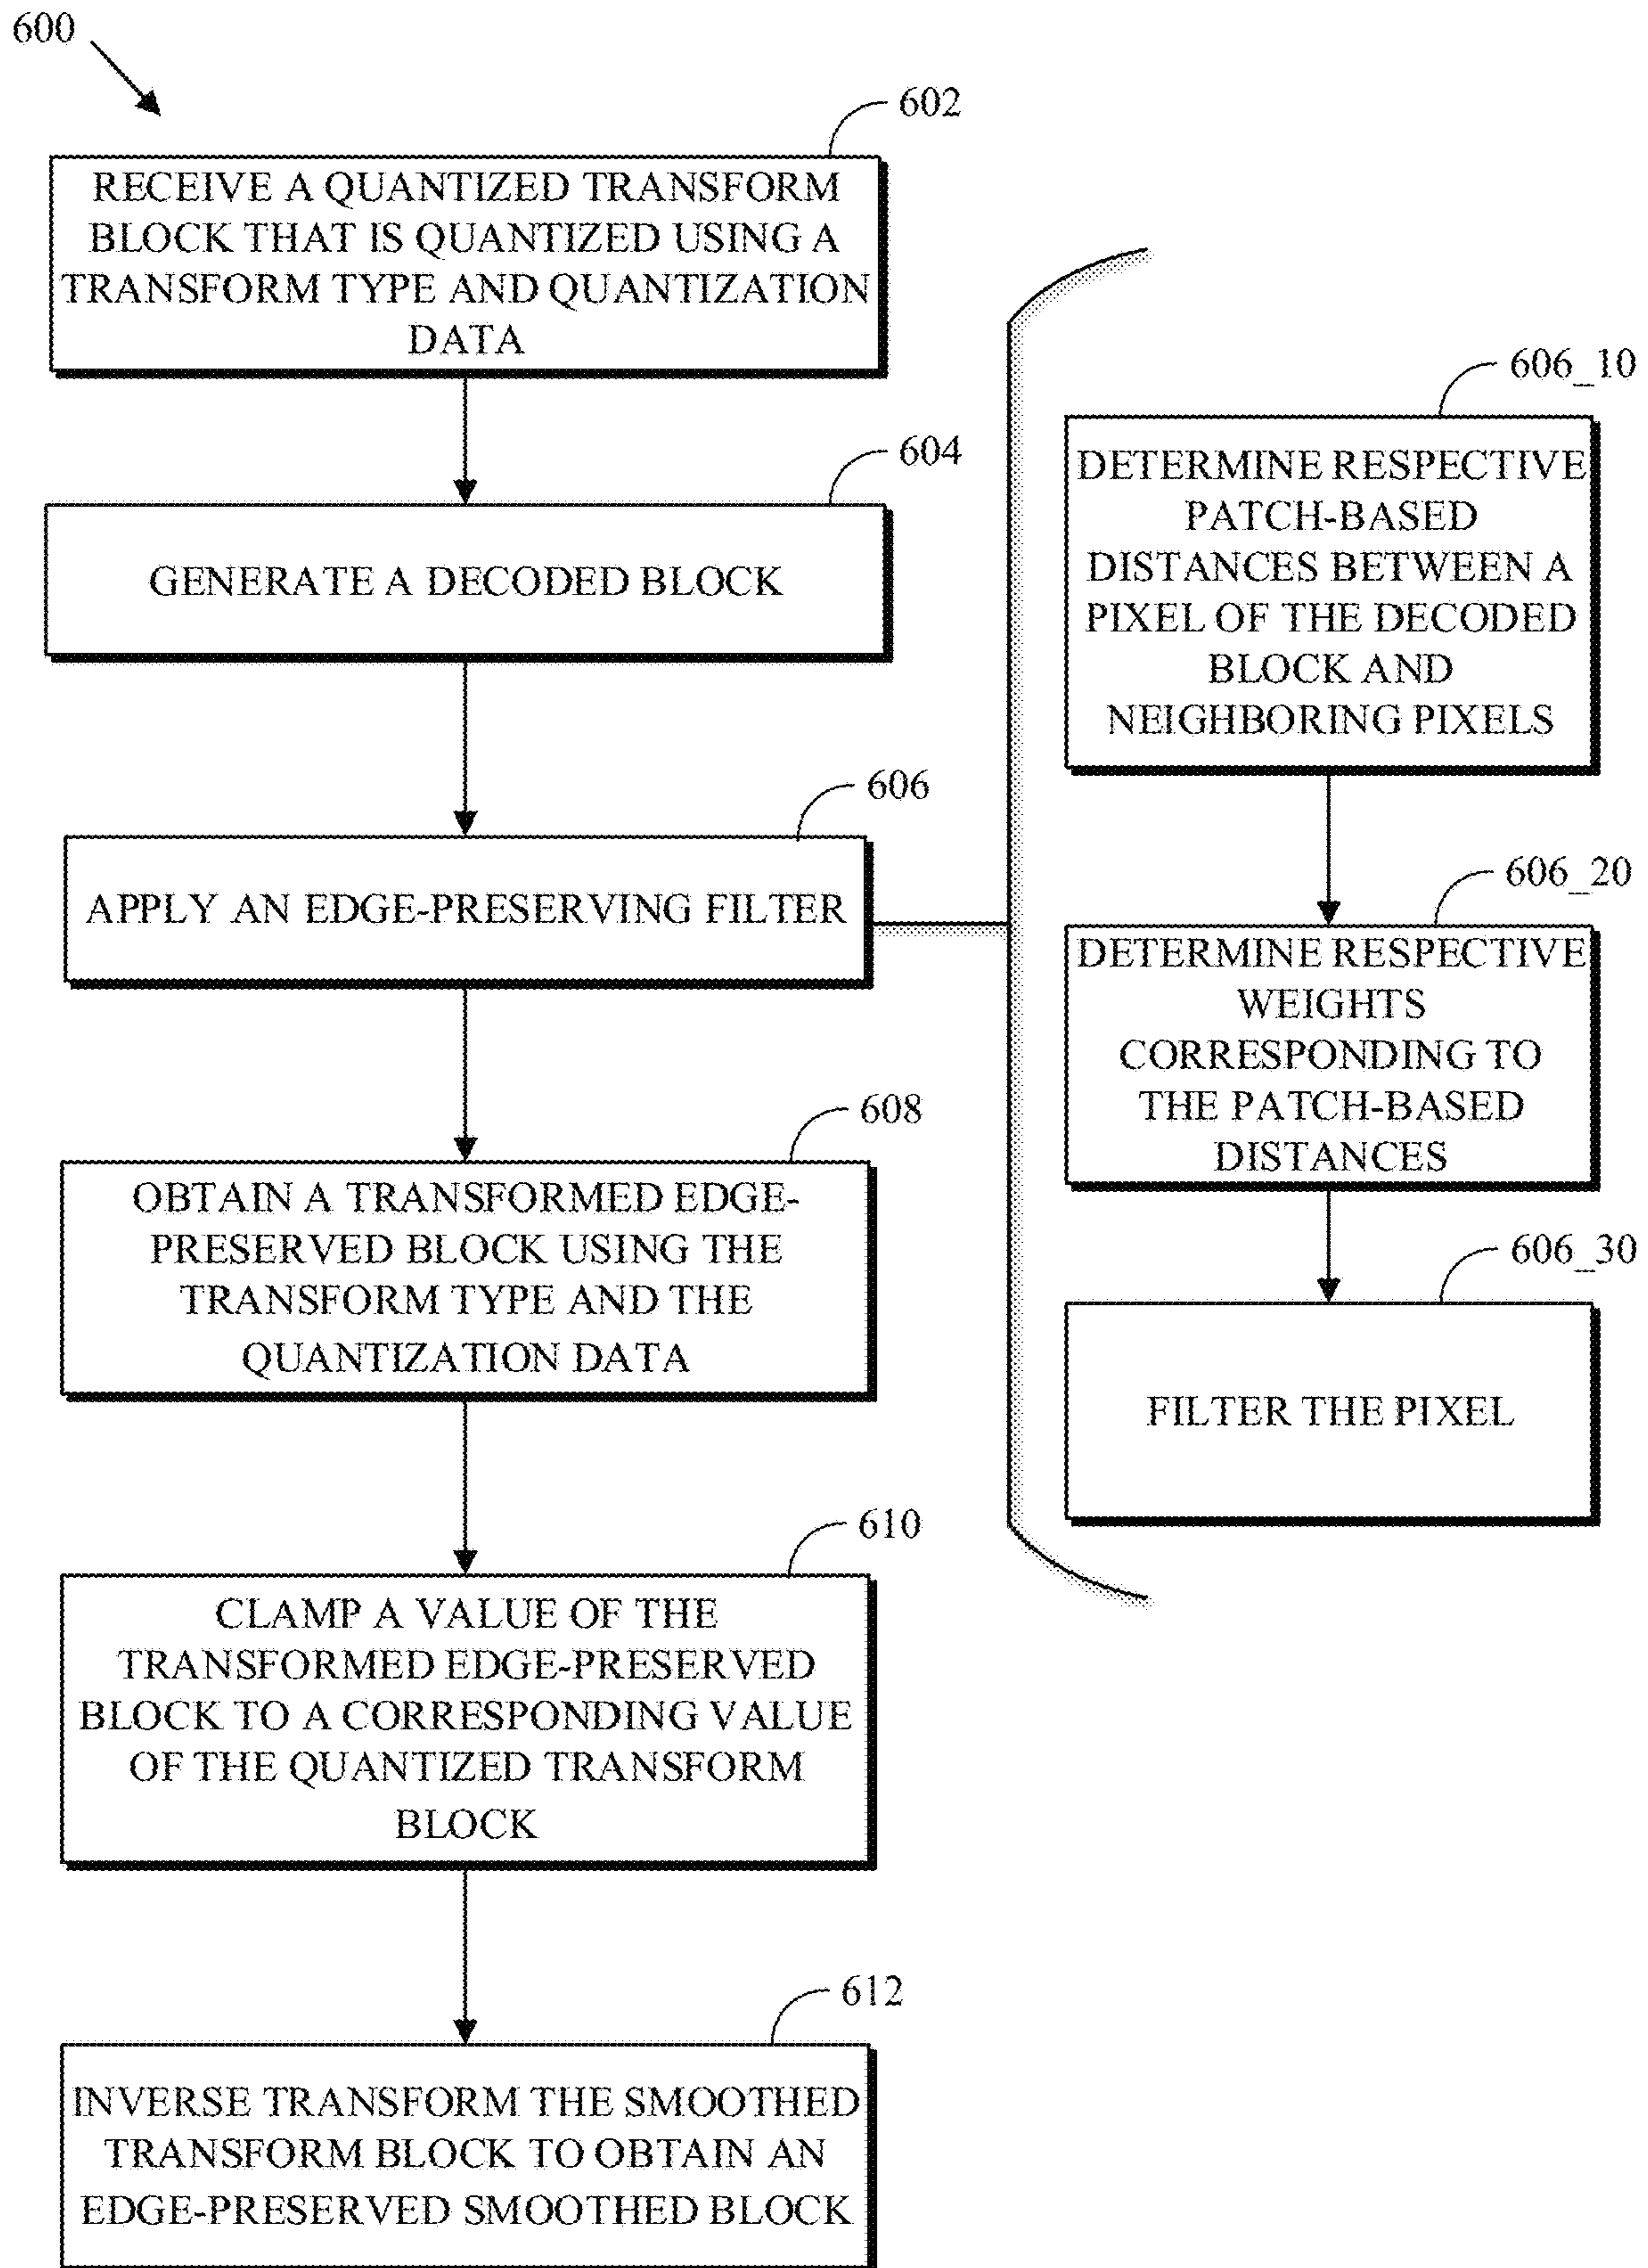 600
602
RECEIVE A QUANTIZED TRANSFORM
BLOCK THAT IS QUANTIZED USING A
TRANSFORM TYPE AND QUANTIZATION
DATA
604
GENERATE A DECODED BLOCK
606
APPLY AN EDGE-PRESERVING FILTER
606_10
DETERMINE RESPECTIVE
PATCH-BASED
DISTANCES BETWEEN A
PIXEL OF THE DECODED
BLOCK AND
NEIGHBORING PIXELS
606_20
DETERMINE RESPECTIVE
WEIGHTS
CORRESPONDING TO
THE PATCH-BASED
DISTANCES
606_30
FILTER THE PIXEL
608
OBTAIN A TRANSFORMED EDGE-
PRESERVED BLOCK USING THE
TRANSFORM TYPE AND THE
QUANTIZATION DATA
610
CLAMP A VALUE OF THE
TRANSFORMED EDGE-PRESERVED
BLOCK TO A CORRESPONDING VALUE
OF THE QUANTIZED TRANSFORM
BLOCK
612
INVERSE TRANSFORM THE SMOOTHED
TRANSFORM BLOCK TO OBTAIN AN
EDGE-PRESERVED SMOOTHED BLOCK